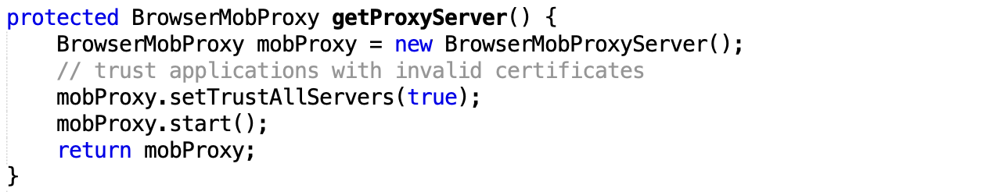 protected BrowserMobProxy getProxyServer() {
    BrowserMobProxy mobProxy = new BrowserMobProxyServer();
    // trust applications with invalid certificates
    mobProxy.setTrustAllServers(true);
    mobProxy.start();
    return mobProxy;
}